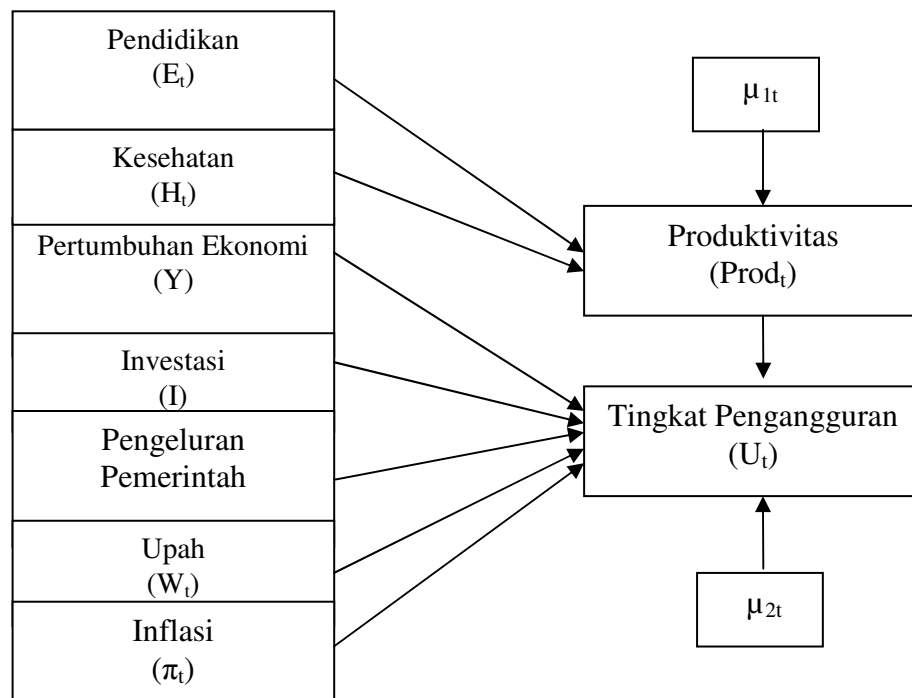 Pendidikan
(Eₜ)
Kesehatan
(Hₜ)
Pertumbuhan Ekonomi
(Y)
Investasi
(I)
Pengeluran
Pemerintah
Upah
(Wₜ)
Inflasi
(πₜ)
μ₁ₜ
Produktivitas
(Prodₜ)
Tingkat Pengangguran
(Uₜ)
μ₂ₜ